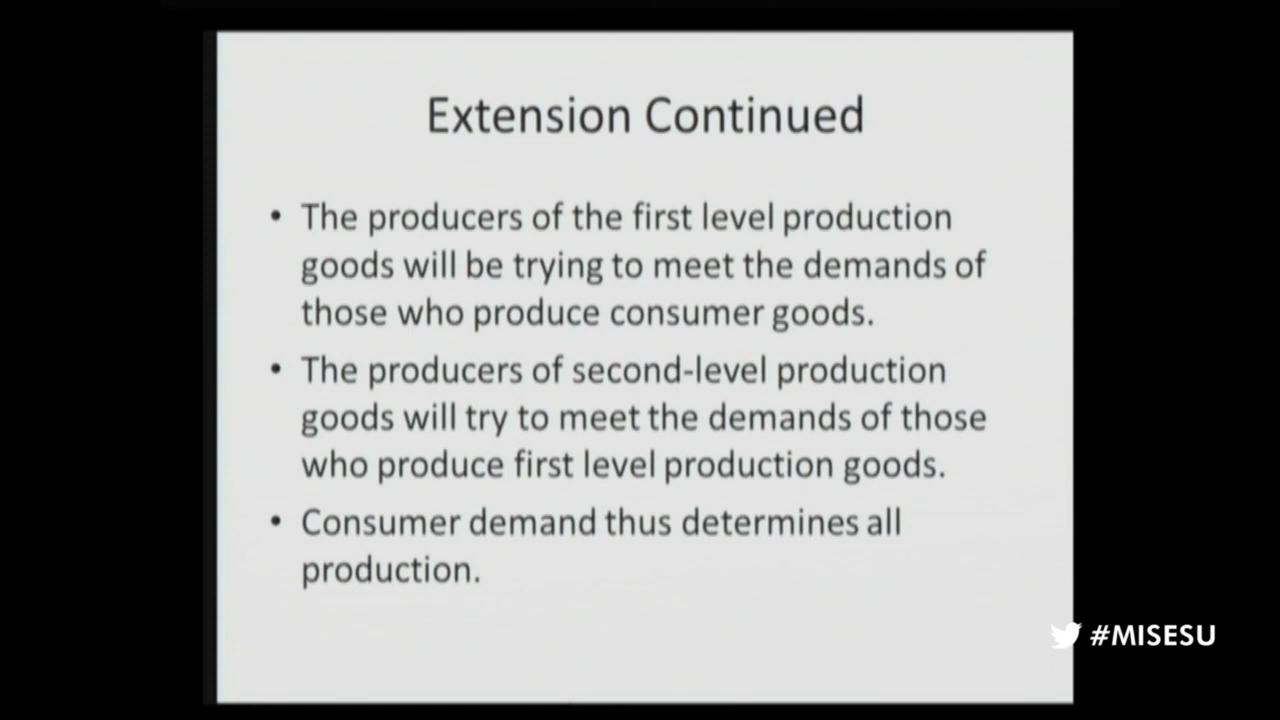 Extension Continued
• The producers of the first level production
goods will be trying to meet the demands of
those who produce consumer goods.
• The producers of second-level production
goods will try to meet the demands of those
who produce first level production goods.
• Consumer demand thus determines all
production.
#MISESU